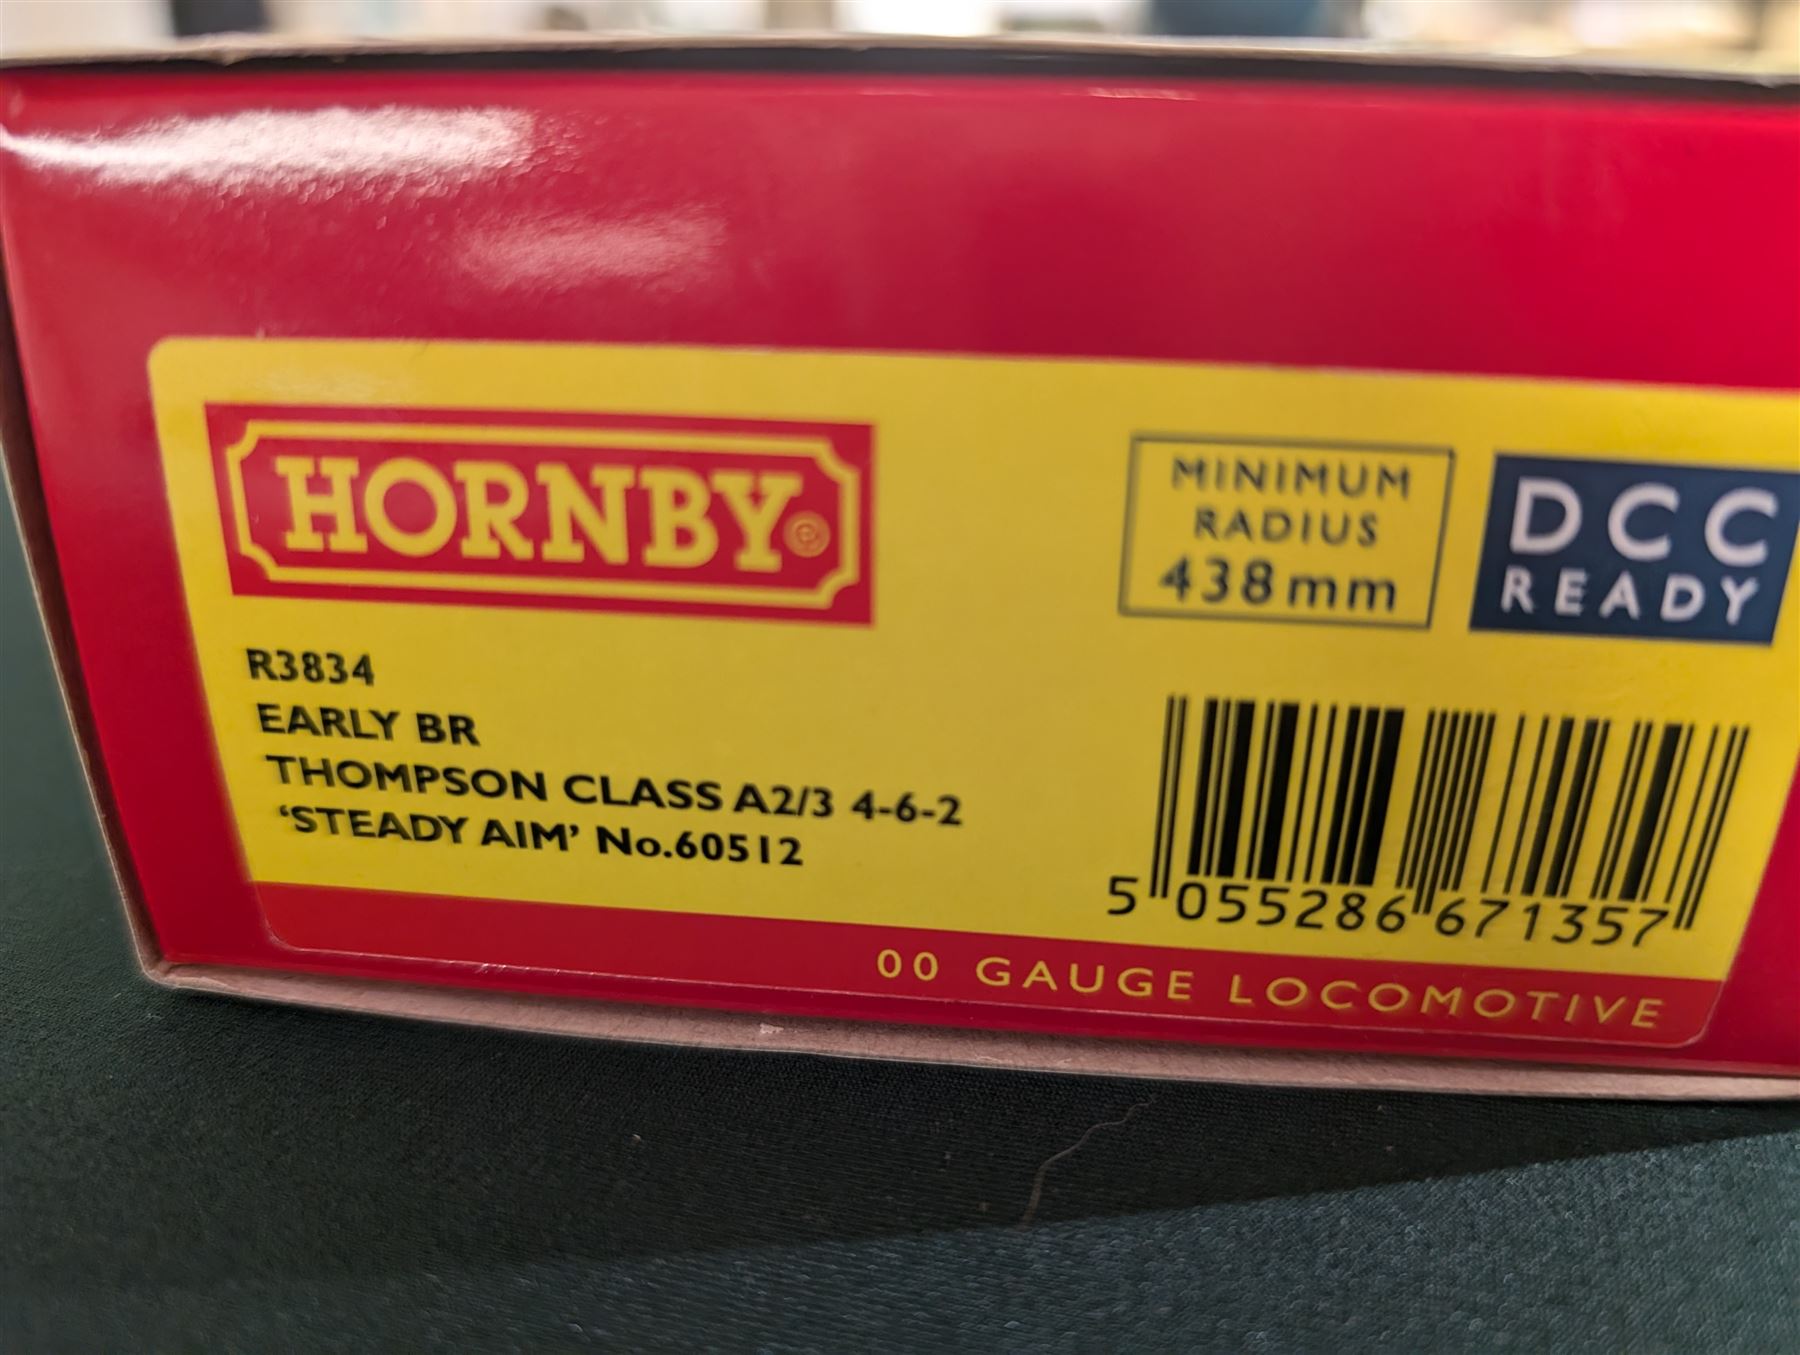 HORNBY®
MINIMUM
RADIUS
438mm
DCC
READY
R3834
EARLY BR
THOMPSON CLASS A2/3 4-6-2
‘STEADY AIM’ No.60512
5 055286 671357
00 GAUGE LOCOMOTIVE